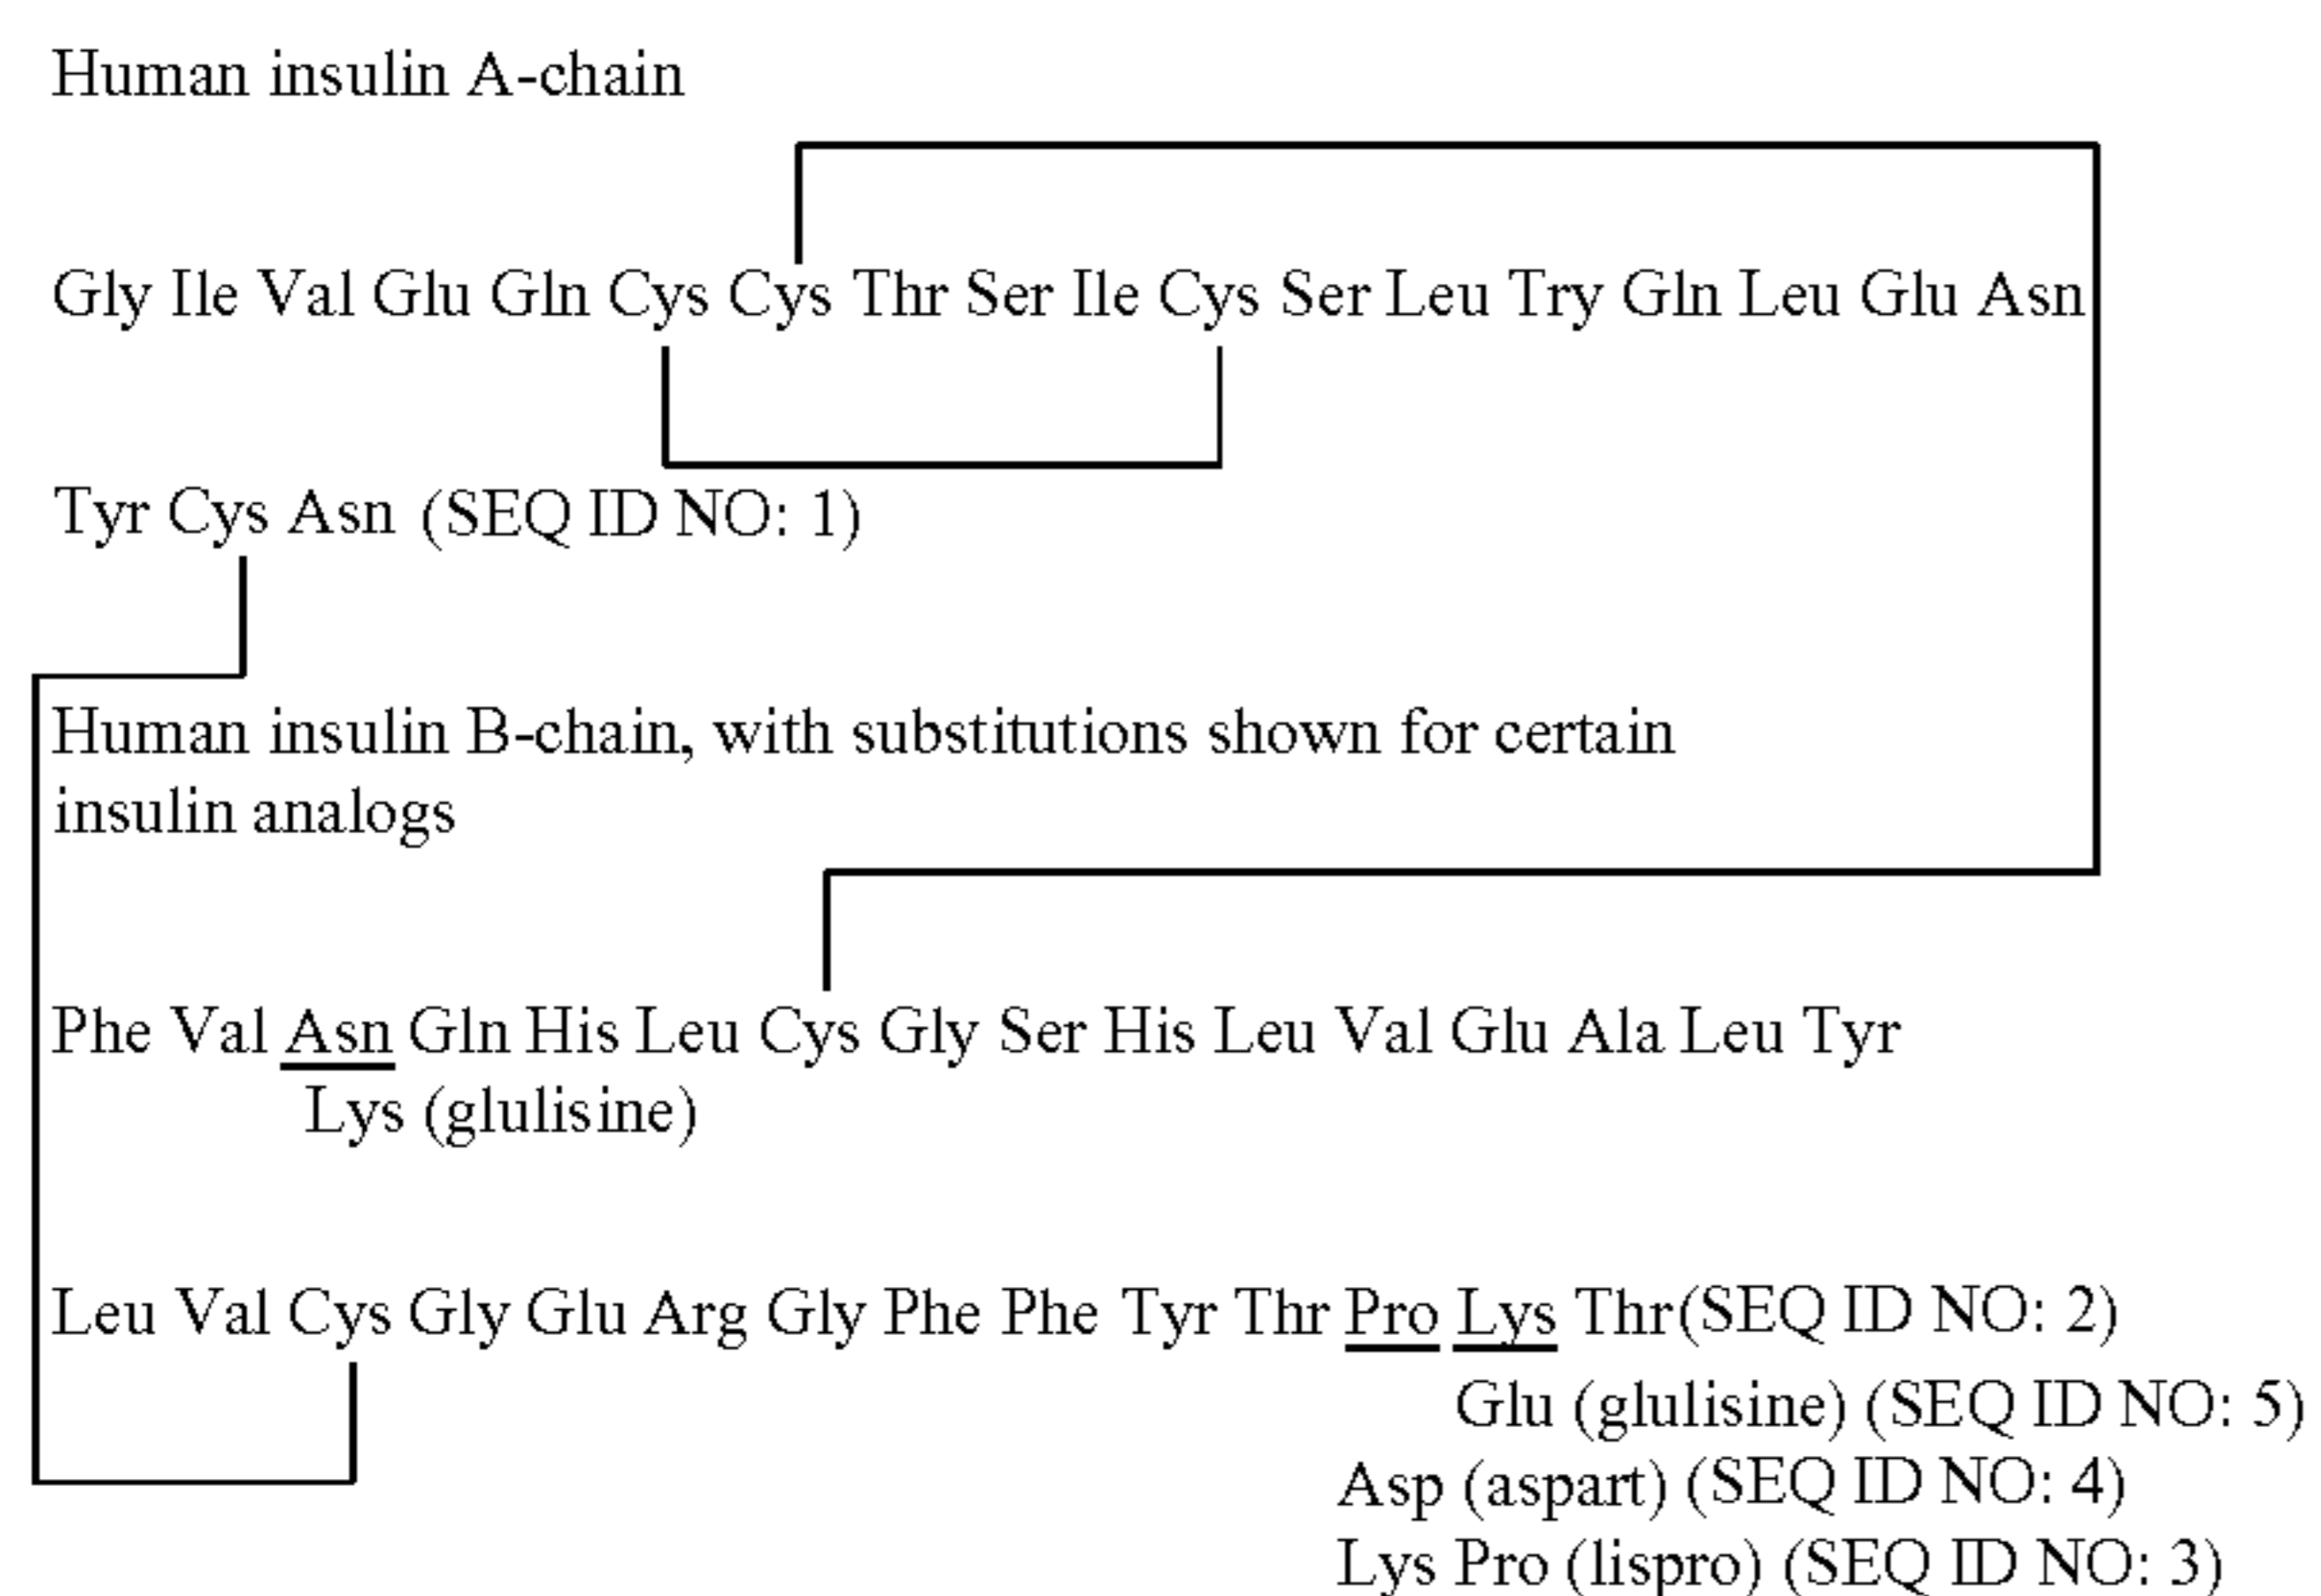 Human insulin A-chain
Gly Ile Val Glu Gln Cys Cys Thr Ser Ile Cys Ser Leu Try Gln Leu Glu Asn
Tyr Cys Asn (SEQ ID NO: 1)
Human insulin B-chain, with substitutions shown for certain
insulin analogs
Phe Val Asn Gln His Leu Cys Gly Ser His Leu Val Glu Ala Leu Tyr
Lys (glulisine)
Leu Val Cys Gly Glu Arg Gly Phe Phe Tyr Thr Pro Lys Thr(SEQ ID NO: 2)
Glu (glulisine) (SEQ ID NO: 5)
Asp (aspart) (SEQ ID NO: 4)
Lys Pro (lispro) (SEQ ID NO: 3)